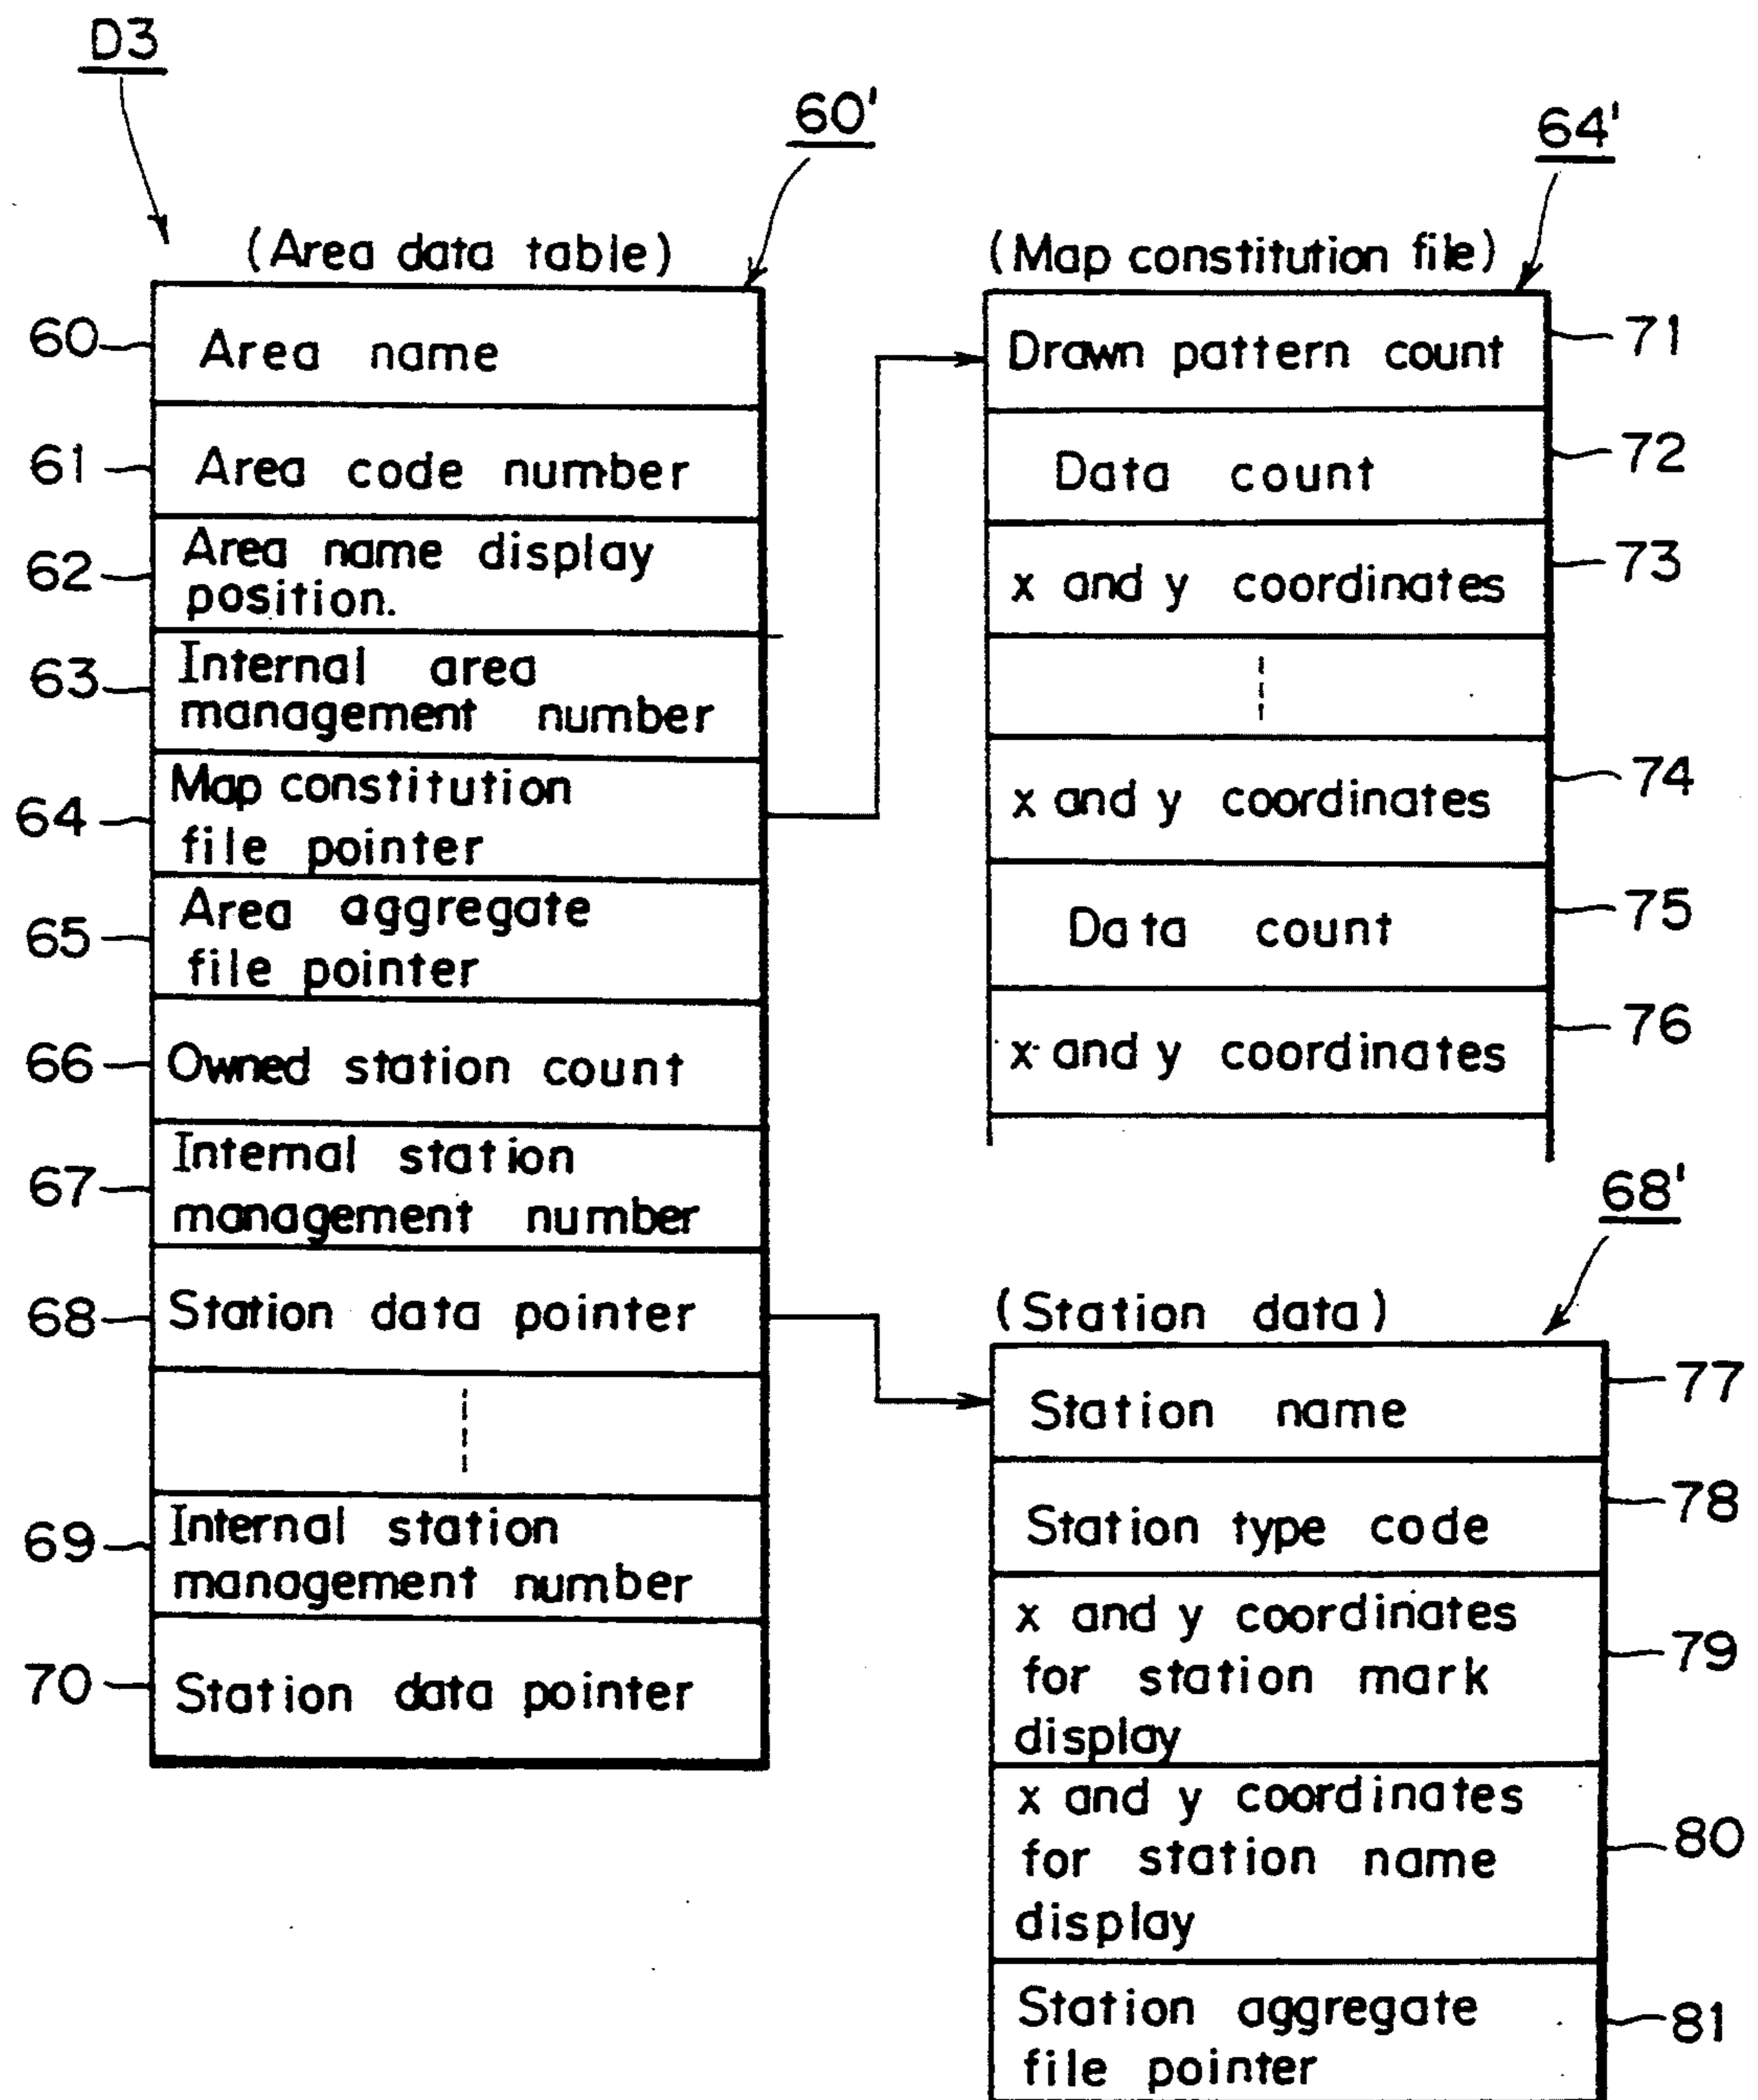 D3
60'
(Area data table)
60
Area name
61
Area code number
62
Area name display
position.
63
Internal area
management number
64
Map constitution
file pointer
65
Area aggregate
file pointer
66
Owned station count
67
Internal station
management number
68
Station data pointer
69
Internal station
management number
70
Station data pointer
64'
(Map constitution file)
Drawn pattern count
71
Data count
72
x and y coordinates
73
x and y coordinates
74
Data count
75
x and y coordinates
76
68'
(Station data)
Station name
77
Station type code
78
x and y coordinates
for station mark
display
79
x and y coordinates
for station name
display
80
Station aggregate
file pointer
81